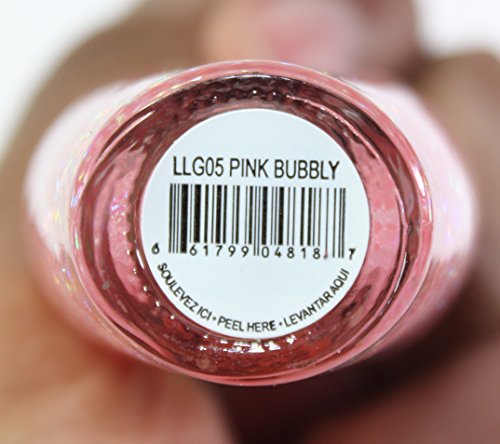 LLG05 PINK BUBBLY
6 61799 04818 7
SOULEVEZ ICI • PEEL HERE • LEVANTAR AQUI